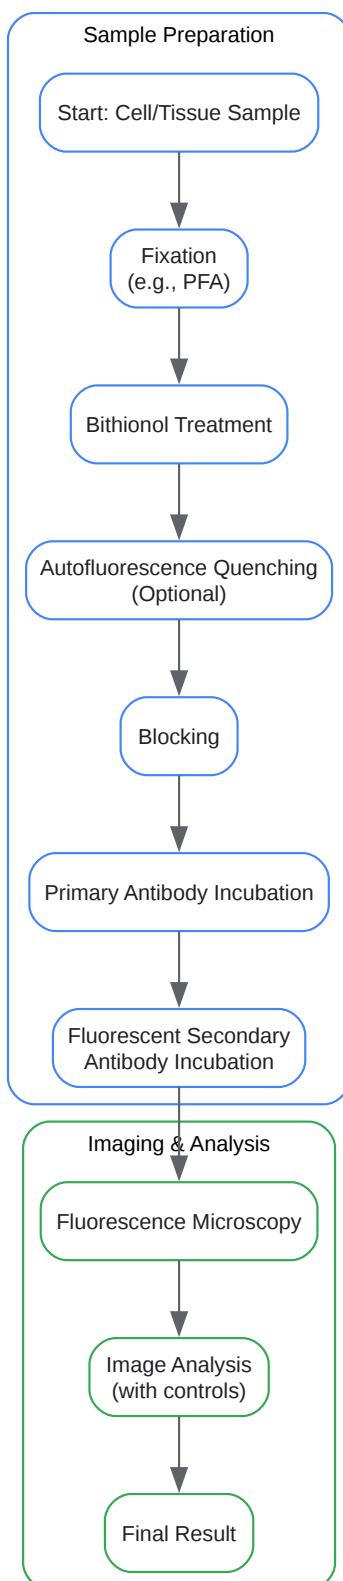 Sample Preparation
Start: Cell/Tissue Sample
Fixation
(e.g., PFA)
Bithionol Treatment
Autofluorescence Quenching
(Optional)
Blocking
Primary Antibody Incubation
Fluorescent Secondary
Antibody Incubation
Imaging & Analysis
Fluorescence Microscopy
Image Analysis
(with controls)
Final Result